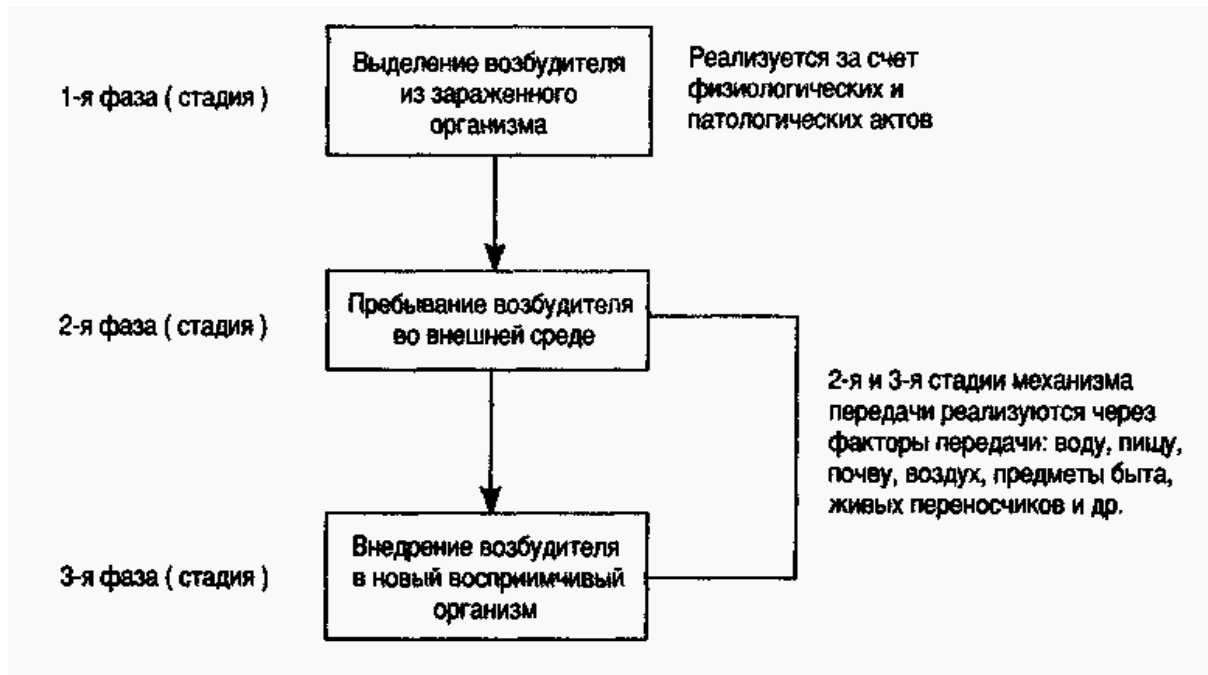 1-я фаза ( стадия )
Выделение возбудителя
из зараженного
организма
Реализуется за счет
физиологических и
патологических актов
2-я фаза ( стадия )
Пребывание возбудителя
во внешней среде
2-я и 3-я стадии механизма
передачи реализуются через
факторы передачи: воду, пищу,
почву, воздух, предметы быта,
живых переносчиков и др.
3-я фаза ( стадия )
Внедрение возбудителя
в новый восприимчивый
организм